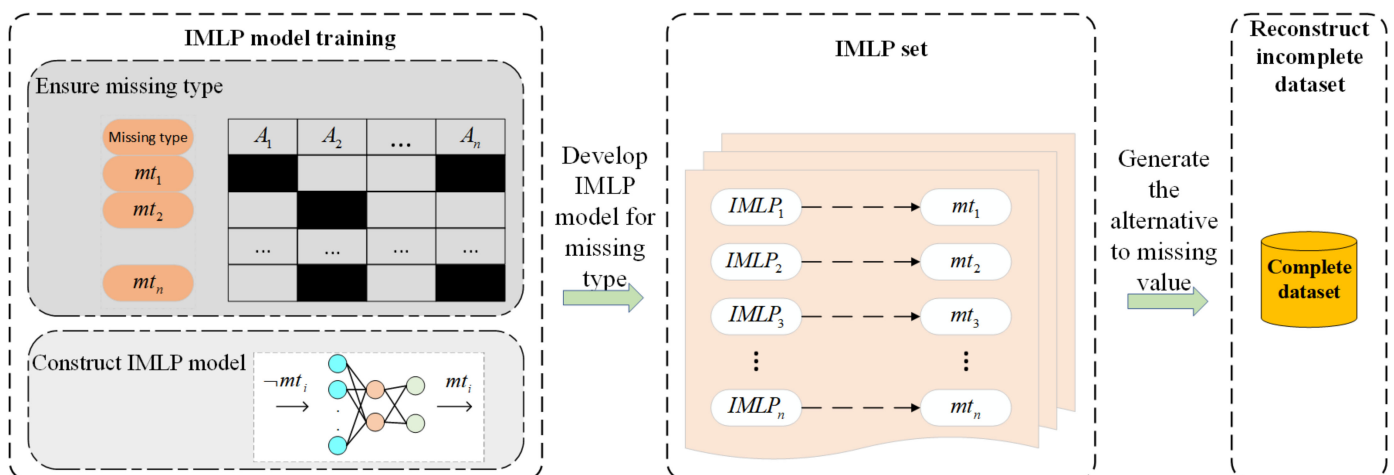 IMLP model training
Ensure missing type
Missing type A₁ A₂ ... Aₙ
mt₁
mt₂
... ... ... ...
mtₙ
Construct IMLP model
¬mtᵢ
mtᵢ
Develop
IMLP
model for
missing
type
IMLP set
IMLP₁ mt₁
IMLP₂ mt₂
IMLP₃ mt₃
⋮ ⋮
IMLPₙ mtₙ
Generate
the
alternative
to missing
value
Reconstruct
incomplete
dataset
Complete
dataset